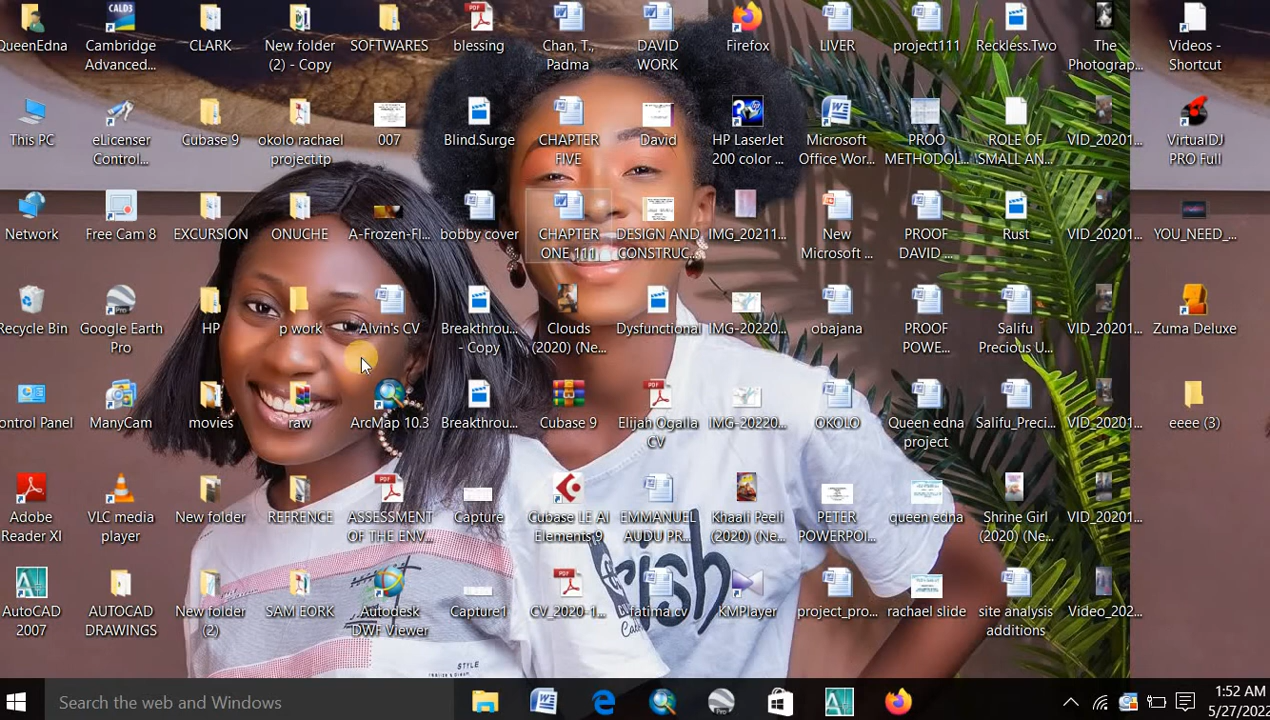 QueenEdna
Cambridge
Advanced...
CLARK
New folder
(2) - Copy
SOFTWARES
blessing
Chan, T.,
Padma
DAVID
WORK
Firefox
LIVER
project111
Reckless.Two
The
Photograp...
Videos -
Shortcut
This PC
eLicenser
Control...
Cubase 9
okolo rachael
project.tp
007
Blind.Surge
CHAPTER
FIVE
David
HP LaserJet
200 color ...
Microsoft
Office Wor...
PROO
METHODOL...
ROLE OF
SMALL AN...
VID_20201...
VirtualDJ
PRO Full
Network
Free Cam 8
EXCURSION
ONUCHE
A-Frozen-Fl...
bobby cover
CHAPTER
ONE 111
DESIGN AND
CONSTRUC...
IMG_20211...
New
Microsoft ...
PROOF
DAVID ...
Rust
VID_20201...
YOU_NEED_...
Recycle Bin
Google Earth
Pro
HP
p work
Alvin's CV
Breakthrou...
- Copy
Clouds
(2020) (Ne...
Dysfunctional
IMG-20220...
obajana
PROOF
POWE...
Salifu
Precious U...
VID_20201...
Zuma Deluxe
ontrol Panel
ManyCam
movies
raw
ArcMap 10.3
Breakthrou...
Cubase 9
Elijah Ogalla
CV
IMG-20220...
OKOLO
Queen edna
project
Salifu_Preci...
VID_20201...
eeee (3)
Adobe
Reader XI
VLC media
player
New folder
REFRENCE
ASSESSMENT
OF THE ENV...
Capture
Cubase LE AI
Elements 9
EMMANUEL
AUDU PR...
Khaali Peeli
(2020) (Ne...
PETER
POWERPOI...
queen edna
Shrine Girl
(2020) (Ne...
VID_20201...
AutoCAD
2007
AUTOCAD
DRAWINGS
New folder
(2)
SAM EORK
Autodesk
DWF Viewer
Capture1
CV_2020-1...
fatima.cv
KMPlayer
project_pro...
rachael slide
site analysis
additions
Video_202...
STYLE
Search the web and Windows
1:52 AM
5/27/2022